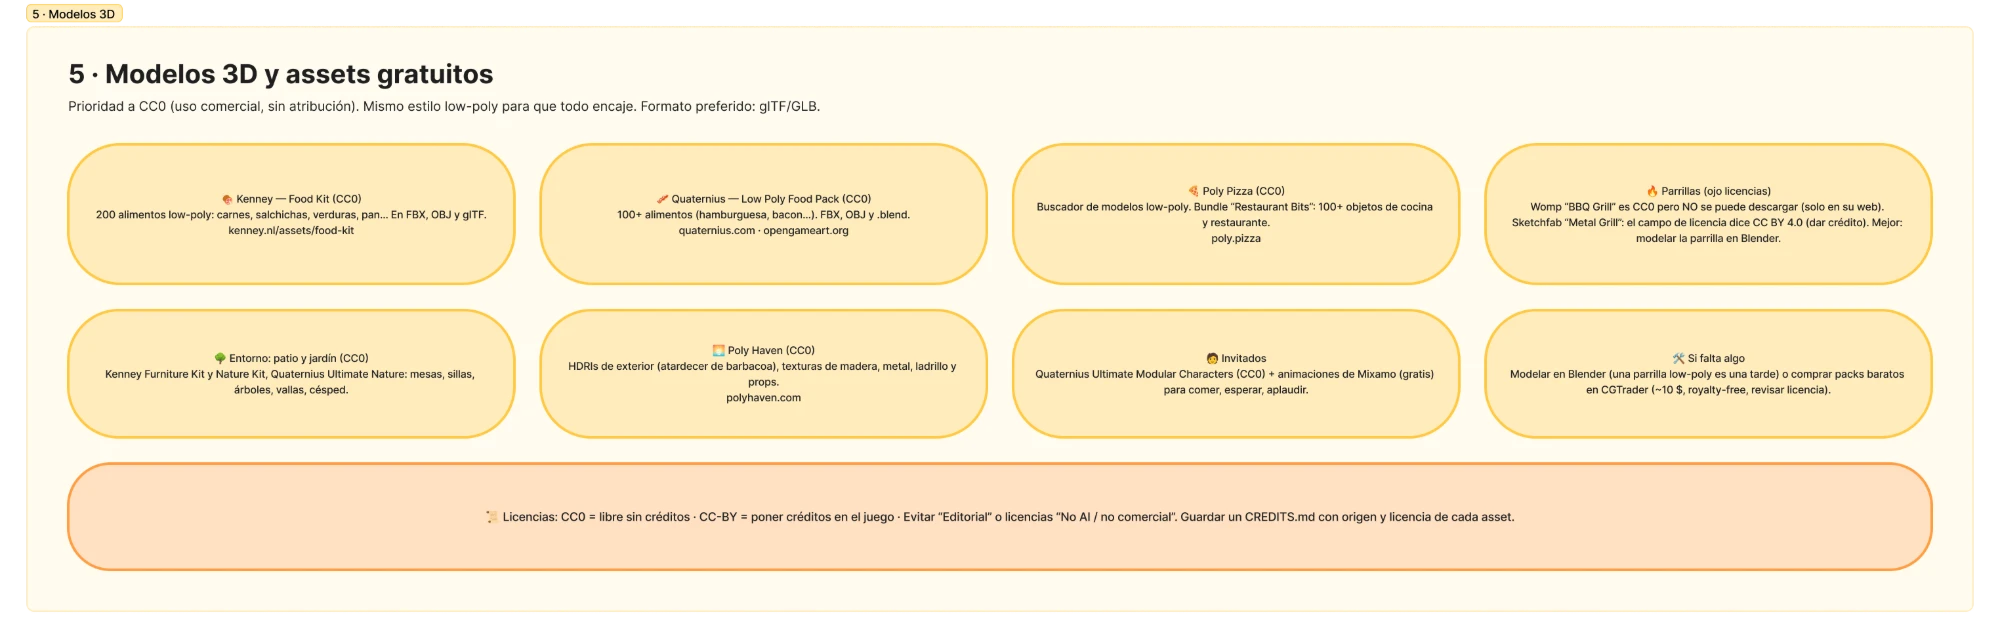 5 · Modelos 3D
5 · Modelos 3D y assets gratuitos
Prioridad a CC0 (uso comercial, sin atribución). Mismo estilo low-poly para que todo encaje. Formato preferido: glTF/GLB.
🍖 Kenney — Food Kit (CC0)
200 alimentos low-poly: carnes, salchichas, verduras, pan... En FBX, OBJ y glTF.
kenney.nl/assets/food-kit
🥓 Quaternius — Low Poly Food Pack (CC0)
100+ alimentos (hamburguesa, bacon...). FBX, OBJ y .blend.
quaternius.com · opengameart.org
🍕 Poly Pizza (CC0)
Buscador de modelos low-poly. Bundle "Restaurant Bits": 100+ objetos de cocina
y restaurante.
poly.pizza
🔥 Parrillas (ojo licencias)
Womp "BBQ Grill" es CC0 pero NO se puede descargar (solo en su web).
Sketchfab "Metal Grill": el campo de licencia dice CC BY 4.0 (dar crédito). Mejor:
modelar la parrilla en Blender.
🌳 Entorno: patio y jardín (CC0)
Kenney Furniture Kit y Nature Kit, Quaternius Ultimate Nature: mesas, sillas,
árboles, vallas, césped.
🌅 Poly Haven (CC0)
HDRIs de exterior (atardecer de barbacoa), texturas de madera, metal, ladrillo y
props.
polyhaven.com
🧑 Invitados
Quaternius Ultimate Modular Characters (CC0) + animaciones de Mixamo (gratis)
para comer, esperar, aplaudir.
🛠️ Si falta algo
Modelar en Blender (una parrilla low-poly es una tarde) o comprar packs baratos
en CGTrader (~10 $, royalty-free, revisar licencia).
📜 Licencias: CC0 = libre sin créditos · CC-BY = poner créditos en el juego · Evitar "Editorial" o licencias "No AI / no comercial". Guardar un CREDITS.md con origen y licencia de cada asset.